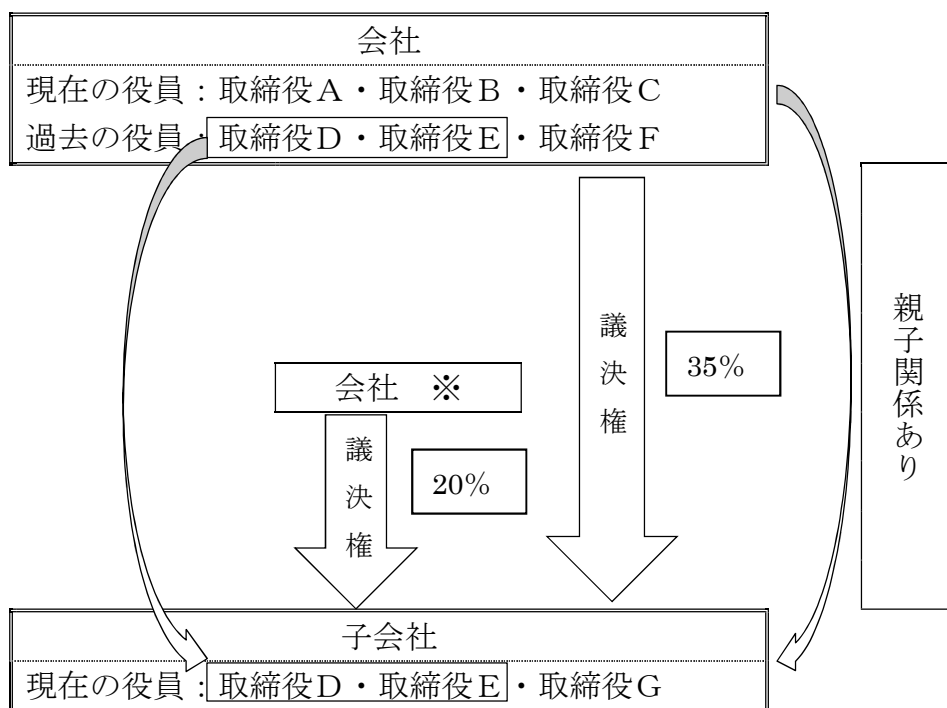 会社
現在の役員：取締役A・取締役B・取締役C
過去の役員：取締役D・取締役E・取締役F
議決権
35%
親子関係あり
会社　※
議決権
20%
子会社
現在の役員：取締役D・取締役E・取締役G